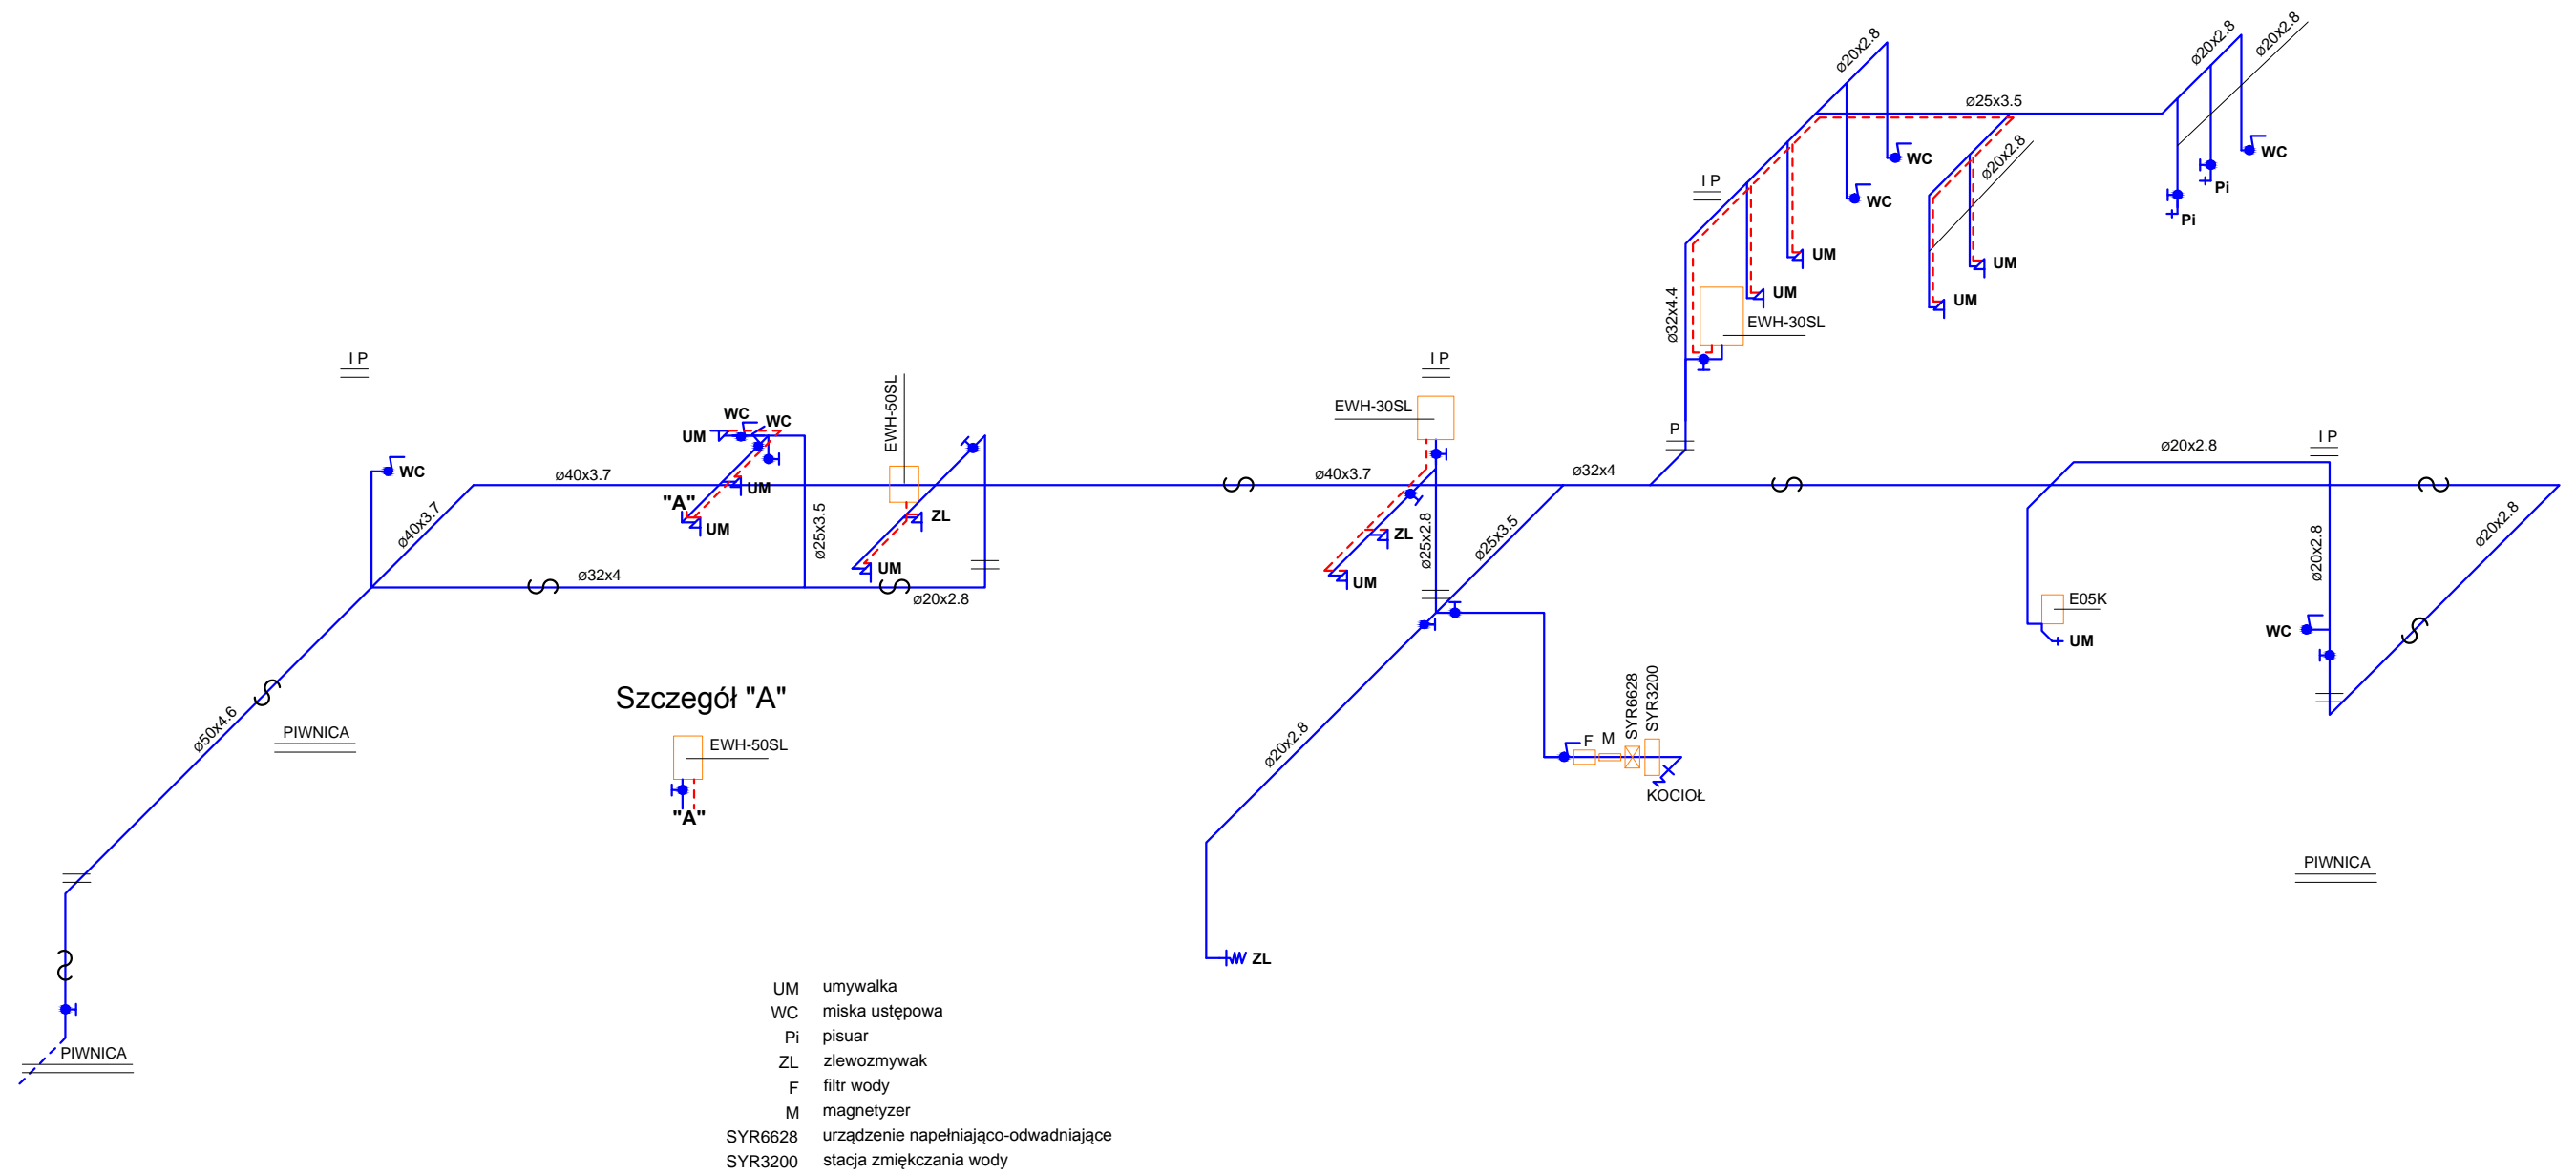 ø20x2.8
ø20x2.8
ø20x2.8
ø25x3.5
WC
WC
WC
ø20x2.8
Pi
Pi
I P
UM
UM
UM
UM
ø32x4.4
EWH-30SL
I P
I P
EWH-50SL
EWH-30SL
WC
WC
UM
P
I P
WC
ø40x3.7
ø40x3.7
ø32x4
ø20x2.8
"A"
UM
UM
ZL
ZL
ø40x3.7
ø25x3.5
ø25x2.8
ø25x3.5
ø20x2.8
ø20x2.8
UM
UM
ø32x4
ø20x2.8
E05K
UM
WC
Szczegół "A"
ø50x4.6
PIWNICA
EWH-50SL
"A"
ø20x2.8
F
M
SYR6628
SYR3200
KOCIOŁ
PIWNICA
ZL
PIWNICA
UM umywalka
WC miska ustępowa
Pi pisuar
ZL zlewozmywak
F filtr wody
M magnetyzer
SYR6628 urządzenie napełniająco-odwadniające
SYR3200 stacja zmiękczania wody